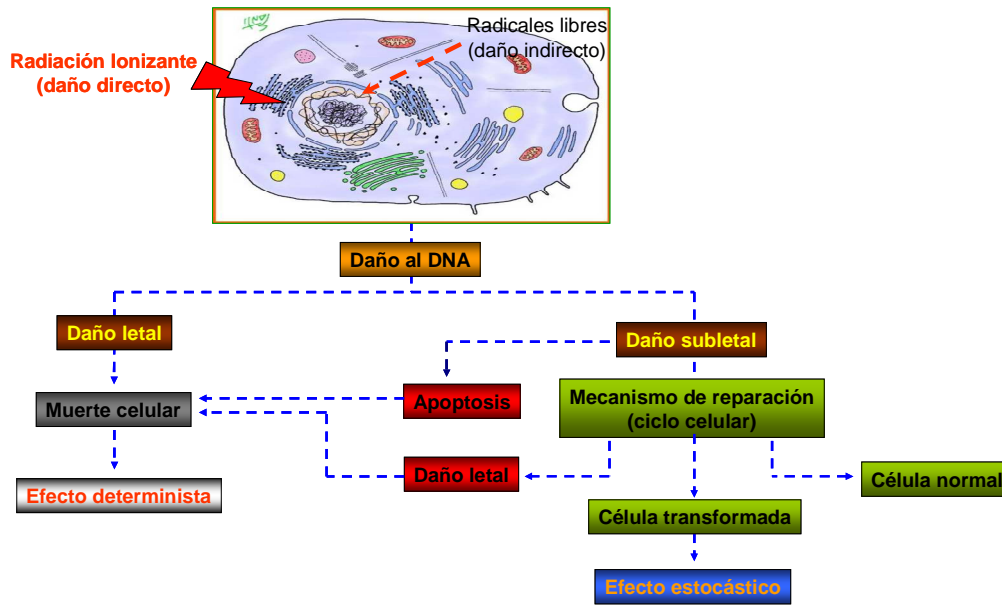 Radicales libres
(daño indirecto)
Radiación Ionizante
(daño directo)
Daño al DNA
Daño letal
Daño subletal
Muerte celular
Apoptosis
Mecanismo de reparación
(ciclo celular)
Daño letal
Célula normal
Efecto determinista
Célula transformada
Efecto estocástico